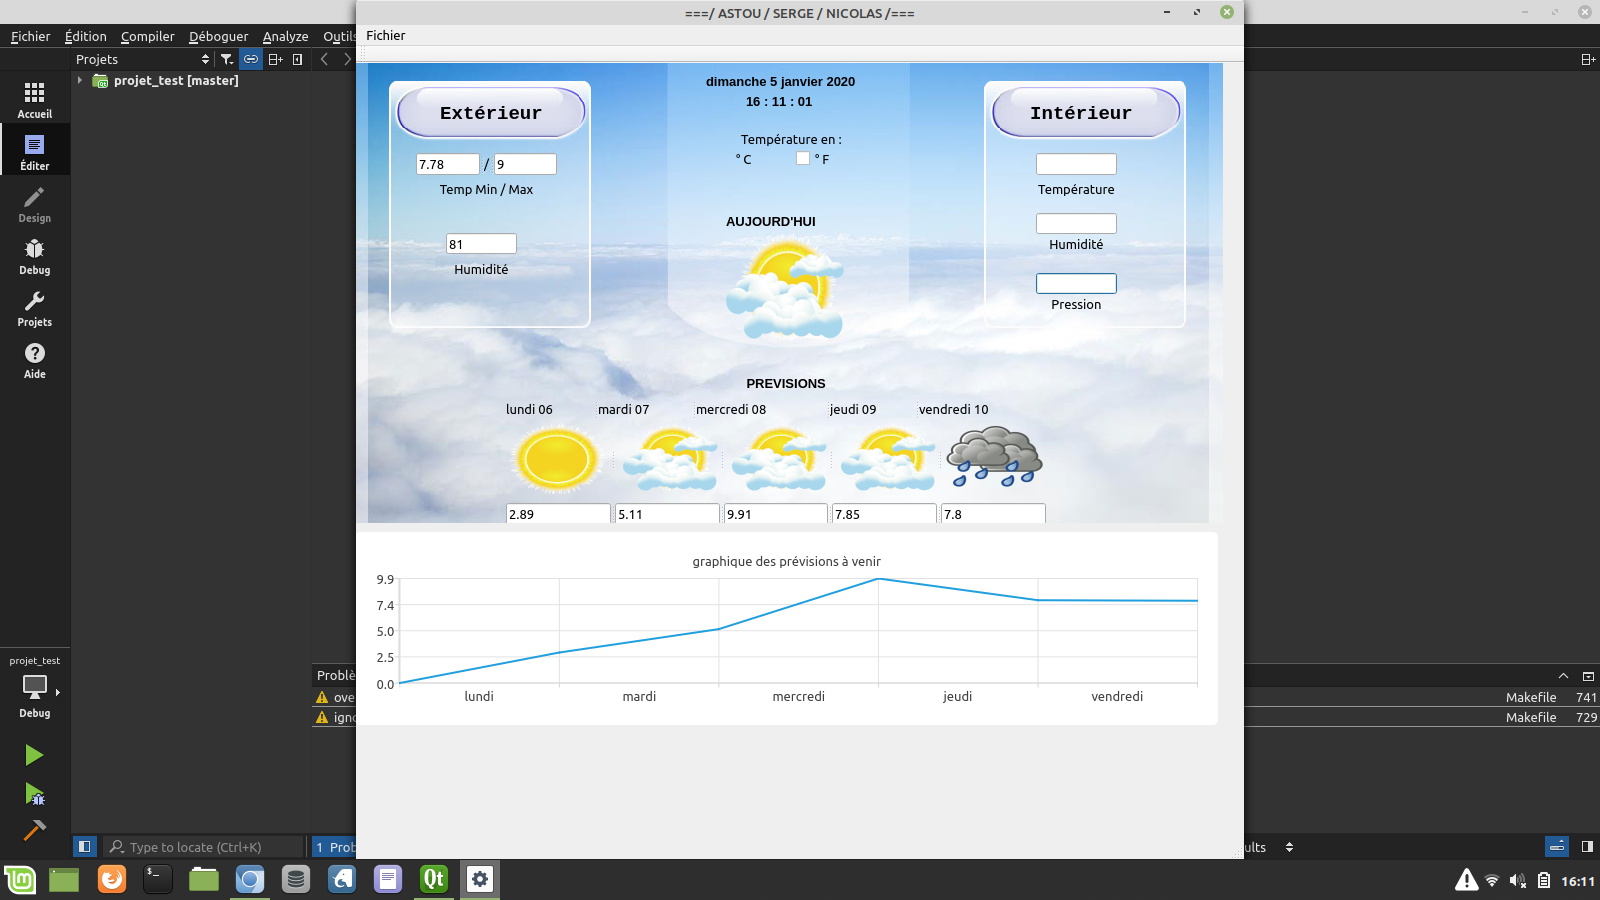 ===/ ASTOU / SERGE / NICOLAS /===
Fichier Édition Compiler Déboguer Analyze Outils
Fichier
Projets
projet_test [master]
Accueil
Éditer
Design
Debug
Projets
Aide
Extérieur
7.78 / 9
Temp Min / Max
81
Humidité
dimanche 5 janvier 2020
16 : 11 : 01
Température en :
° C ° F
AUJOURD'HUI
Intérieur
Température
Humidité
Pression
PREVISIONS
lundi 06 mardi 07 mercredi 08 jeudi 09 vendredi 10
2.89 5.11 9.91 7.85 7.8
graphique des prévisions à venir
9.9
7.4
5.0
2.5
0.0
lundi mardi mercredi jeudi vendredi
projet_test
Debug
Problè
ove Makefile 741
igno Makefile 729
Type to locate (Ctrl+K) 1 Prob ults
Qt
16:11